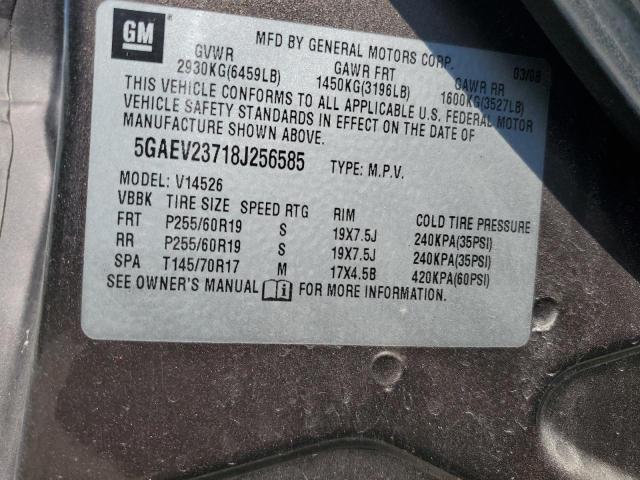 GM
MFD BY GENERAL MOTORS CORP. 03/08
GVWR GAWR FRT GAWR RR
2930KG(6459LB) 1450KG(3196LB) 1600KG(3527LB)
THIS VEHICLE CONFORMS TO ALL APPLICABLE U.S. FEDERAL MOTOR
VEHICLE SAFETY STANDARDS IN EFFECT ON THE DATE OF
MANUFACTURE SHOWN ABOVE.
5GAEV23718J256585 TYPE: M.P.V.
MODEL: V14526
VBBK TIRE SIZE SPEED RTG RIM COLD TIRE PRESSURE
FRT P255/60R19 S 19X7.5J 240KPA(35PSI)
RR P255/60R19 S 19X7.5J 240KPA(35PSI)
SPA T145/70R17 M 17X4.5B 420KPA(60PSI)
SEE OWNER'S MANUAL i FOR MORE INFORMATION.